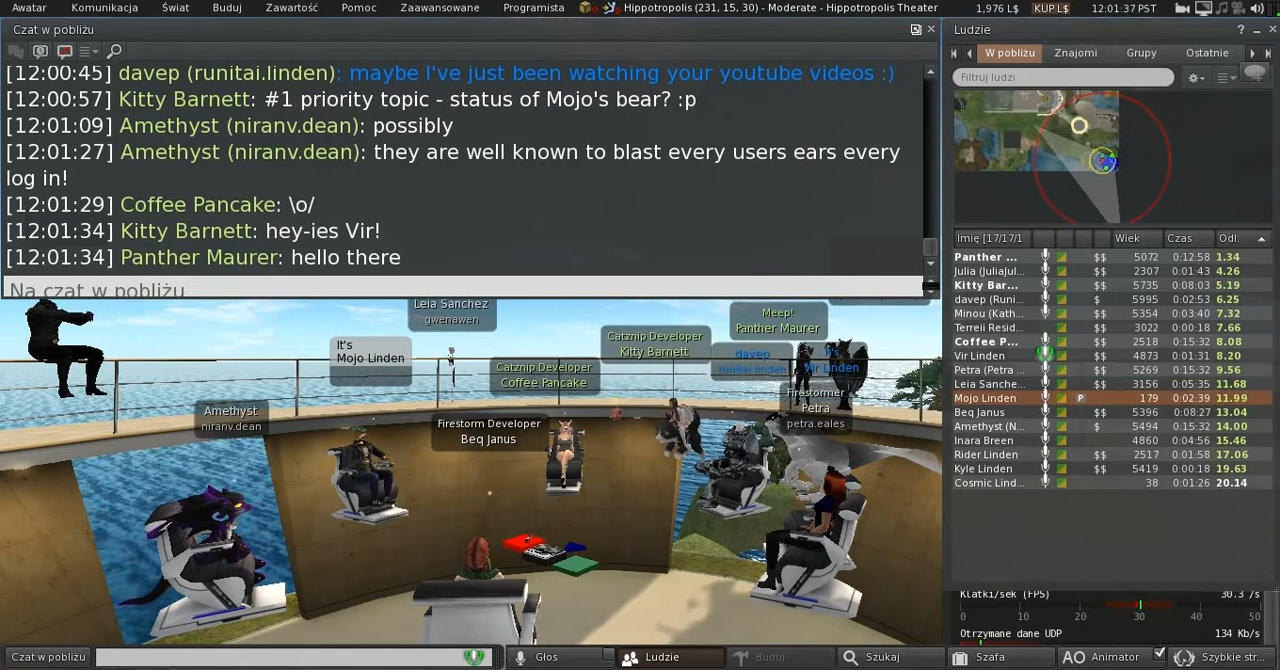 Awatar Komunikacja Świat Buduj Zawartość Pomoc Zaawansowane Programista Hippotropolis (231, 15, 30) - Moderate - Hippotropolis Theater 1,976 L$ KUP L$ 12:01:37 PST
Czat w pobliżu
[12:00:45] davep (runitai.linden): maybe I've just been watching your youtube videos :)
[12:00:57] Kitty Barnett: #1 priority topic - status of Mojo's bear? :p
[12:01:09] Amethyst (niranv.dean): possibly
[12:01:27] Amethyst (niranv.dean): they are well known to blast every users ears every
log in!
[12:01:29] Coffee Pancake: \o/
[12:01:34] Kitty Barnett: hey-ies Vir!
[12:01:34] Panther Maurer: hello there
Na czat w pobliżu
Leia Sanchez
gwenawen
It's
Mojo Linden
Catznip Developer
Kitty Barnett
Meep!
Panther Maurer
davep
runitai.linden
It's
Vir Linden
Catznip Developer
Coffee Pancake
Firestormer
Petra
petra.eales
Amethyst
niranv.dean
Firestorm Developer
Beq Janus
Ludzie
W pobliżu Znajomi Grupy Ostatnie
Filtruj ludzi
Imię [17/17/1 Wiek Czas Odl.
Panther ... $$ 5072 0:12:58 1.34
Julia (JuliaJul... $$ 2307 0:01:43 4.26
Kitty Bar... $$ 5735 0:08:03 5.19
davep (Runi... $ 5995 0:02:53 6.25
Minou (Kath... $$ 5354 0:03:40 7.32
Terreii Resid... 3022 0:00:18 7.66
Coffee P... $$ 2518 0:15:32 8.08
Vir Linden $$ 4873 0:01:31 8.20
Petra (Petra ... $$ 5269 0:15:32 9.56
Leia Sanche... $$ 3156 0:05:35 11.68
Mojo Linden P 179 0:02:39 11.99
Beq Janus $$ 5396 0:08:27 13.04
Amethyst (N... $ 5494 0:15:32 14.00
Inara Breen 4860 0:04:56 15.46
Rider Linden $$ 2517 0:01:58 17.06
Kyle Linden $$ 5419 0:00:18 19.63
Cosmic Lind... 38 0:01:26 20.14
Klatki/sek (FPS) 30.3 /s
0 10 20 30 40 50
Otrzymane dane UDP 134 Kb/s
Czat w pobliżu Głos Ludzie Buduj Szukaj Szafa AO Animator Szybkie str...